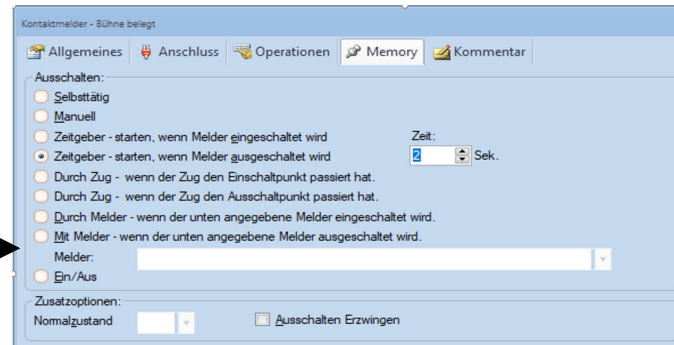 Kontaktmelder - Bühne belegt
Allgemeines Anschluss Operationen Memory Kommentar
Ausschalten:
Selbsttätig
Manuell
Zeitgeber - starten, wenn Melder eingeschaltet wird Zeit:
Zeitgeber - starten, wenn Melder ausgeschaltet wird 2 Sek.
Durch Zug - wenn der Zug den Einschaltpunkt passiert hat.
Durch Zug - wenn der Zug den Ausschaltpunkt passiert hat.
Durch Melder - wenn der unten angegebene Melder eingeschaltet wird.
Mit Melder - wenn der unten angegebene Melder ausgeschaltet wird.
Melder:
Ein/Aus
Zusatzoptionen:
Normalzustand Ausschalten Erzwingen